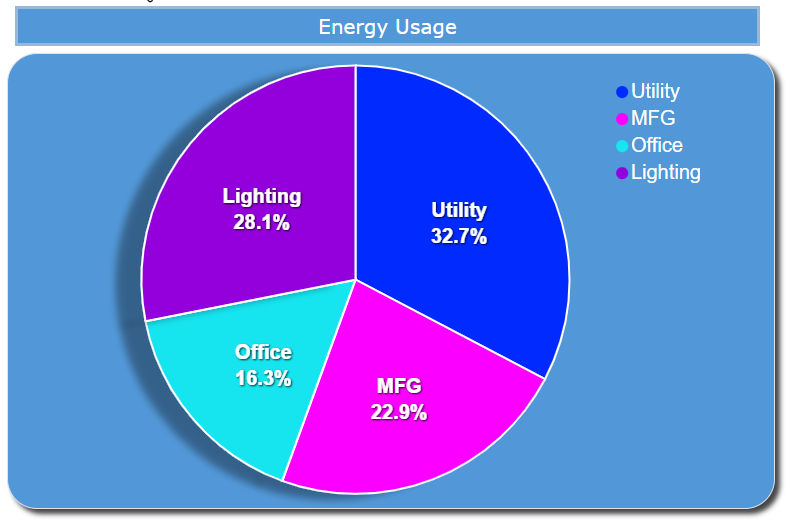 Energy Usage
Utility
MFG
Office
Lighting
Lighting
28.1%
Utility
32.7%
Office
16.3%
MFG
22.9%